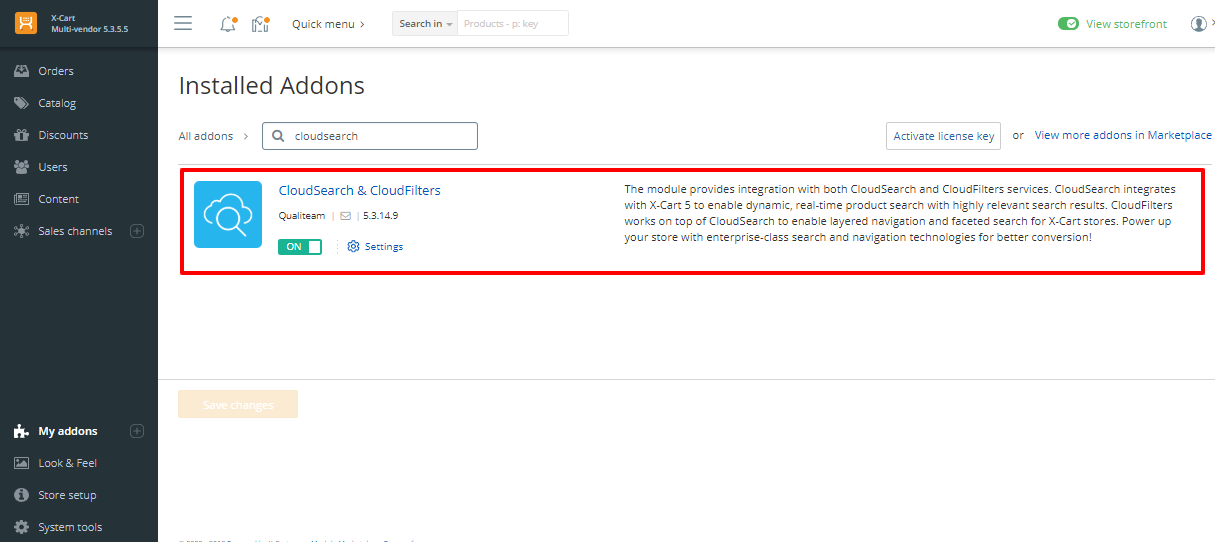 X-Cart
Multi-vendor 5.3.5.5
Quick menu
Search in
Products - p: key
View storefront
Orders
Catalog
Discounts
Users
Content
Sales channels
My addons
Look & Feel
Store setup
System tools
Installed Addons
All addons
cloudsearch
Activate license key
or
View more addons in Marketplace
CloudSearch & CloudFilters
Qualiteam
5.3.14.9
ON
Settings
The module provides integration with both CloudSearch and CloudFilters services. CloudSearch integrates
with X-Cart 5 to enable dynamic, real-time product search with highly relevant search results. CloudFilters
works on top of CloudSearch to enable layered navigation and faceted search for X-Cart stores. Power up
your store with enterprise-class search and navigation technologies for better conversion!
Save changes